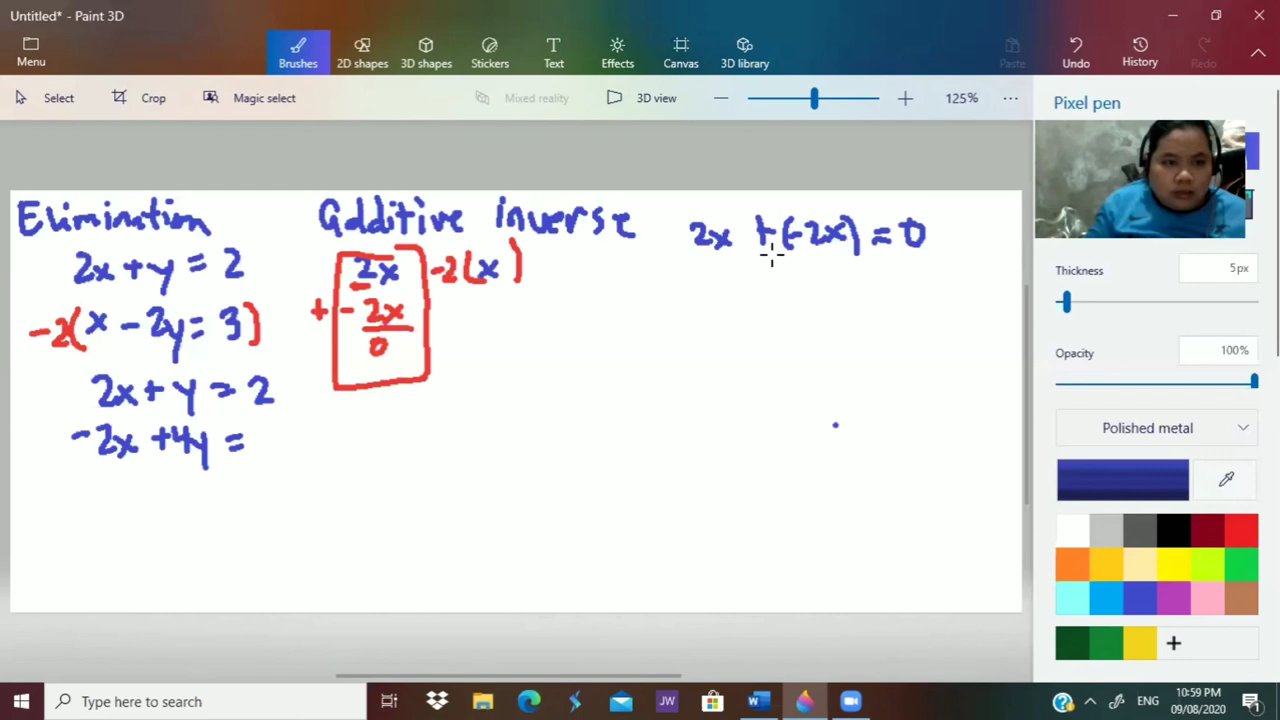 Untitled* - Paint 3D
Menu
Brushes
2D shapes
3D shapes
Stickers
Text
Effects
Canvas
3D library
Paste
Undo
History
Redo
Select
Crop
Magic select
Mixed reality
3D view
125%
Pixel pen
Thickness
5px
Opacity
100%
Polished metal
Elimination
2x + y = 2
-2(x - 2y = 3)
2x + y = 2
-2x + 4y =
Additive Inverse
2x -2(x)
+ - 2x
0
2x + (-2x) = 0
Type here to search
JW
ENG
10:59 PM
09/08/2020
1